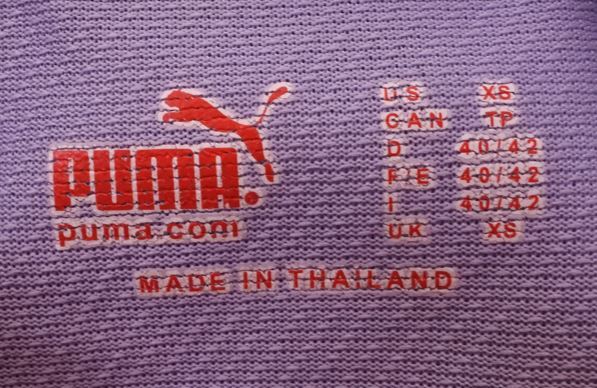 PUMA.
puma.com
US XS
CAN TP
D 40/42
F/E 40/42
I 40/42
UK XS
MADE IN THAILAND